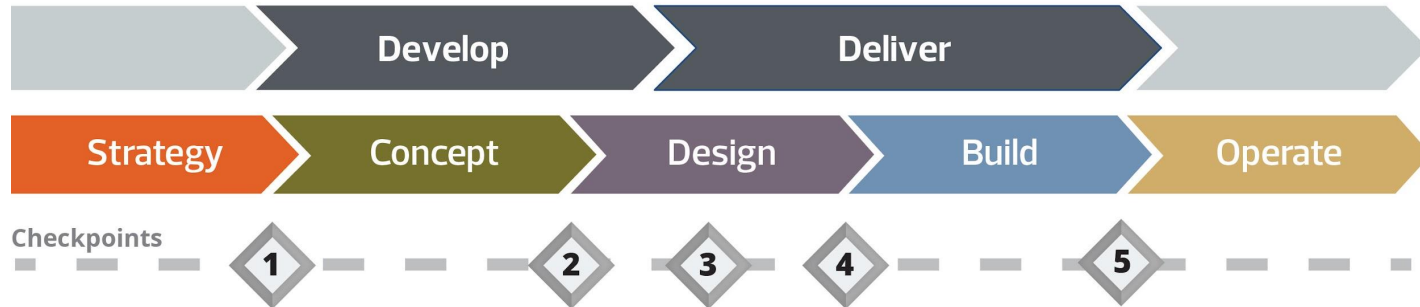 Develop Deliver
Strategy Concept Design Build Operate
Checkpoints
1 2 3 4 5